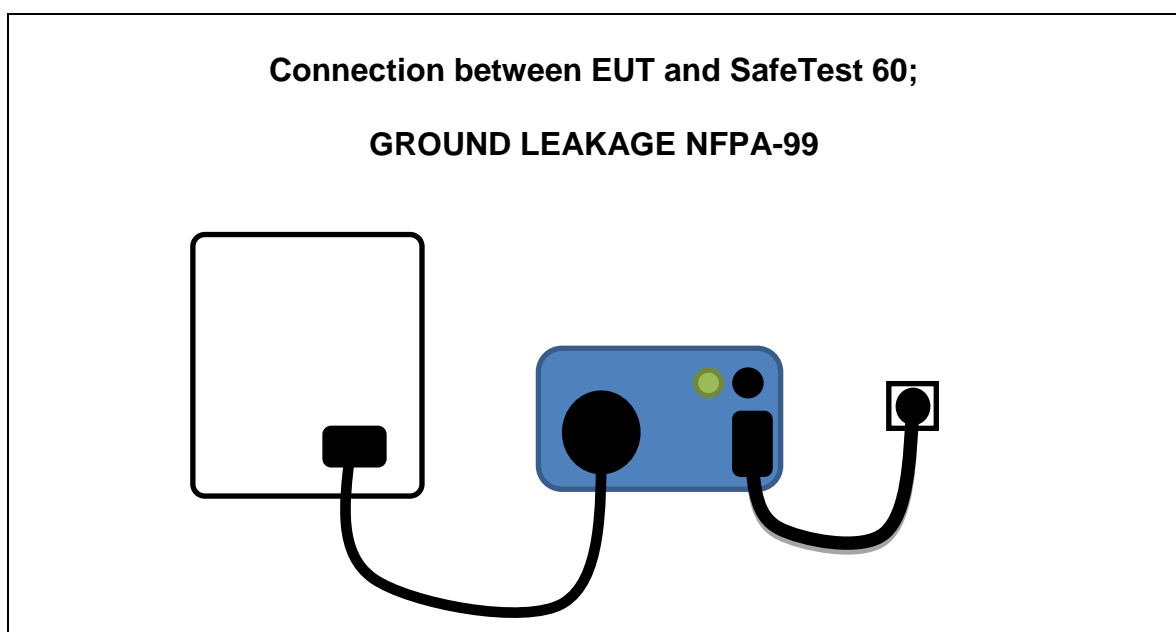 Connection between EUT and SafeTest 60;
GROUND LEAKAGE NFPA-99